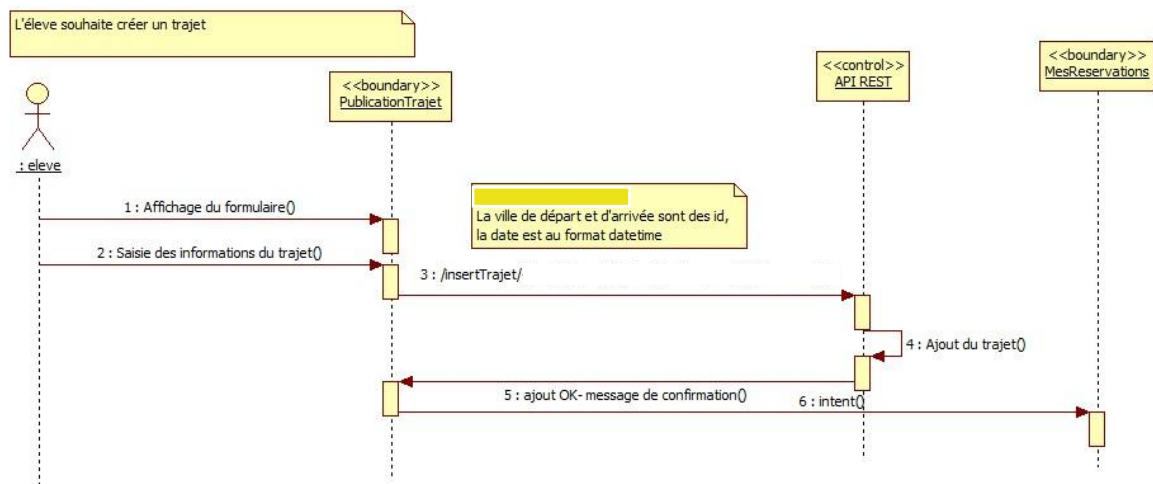 L'éleve souhaite créer un trajet
<<boundary>>
PublicationTrajet
<<control>>
API REST
<<boundary>>
MesReservations
: eleve
1 : Affichage du formulaire()
La ville de départ et d'arrivée sont des id,
la date est au format datetime
2 : Saisie des informations du trajet()
3 : /insertTrajet/
4 : Ajout du trajet()
5 : ajout OK- message de confirmation()
6 : intent()